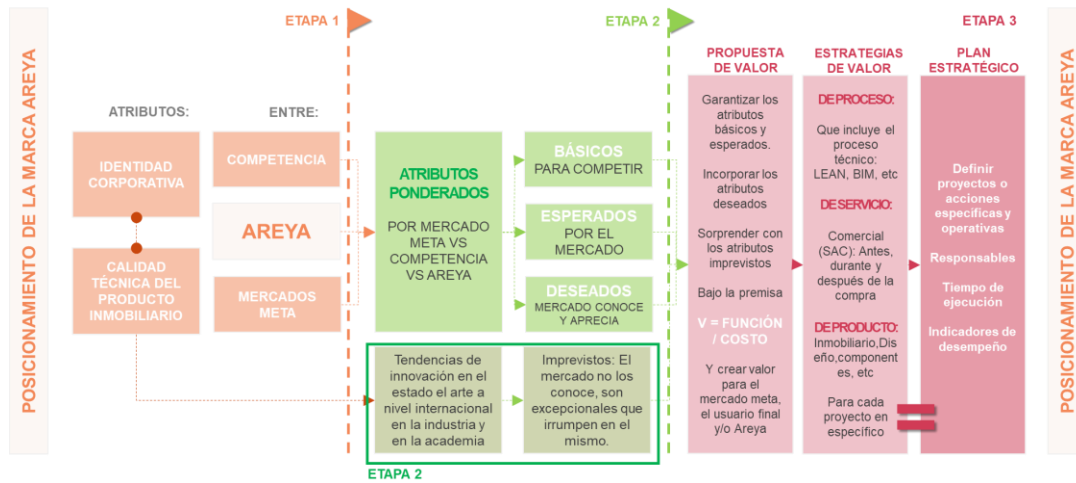 POSICIONAMIENTO DE LA MARCA AREYA
ETAPA 1
ATRIBUTOS:
ENTRE:
IDENTIDAD
CORPORATIVA
CALIDAD
TÉCNICA DEL
PRODUCTO
INMOBILIARIO
COMPETENCIA
AREYA
MERCADOS
META
ETAPA 2
ATRIBUTOS
PONDERADOS
POR MERCADO
META VS
COMPETENCIA
VS AREYA
BÁSICOS
PARA COMPETIR
ESPERADOS
POR EL
MERCADO
DESEADOS
MERCADO CONOCE
Y APRECIA
Tendencias de
innovación en el
estado el arte a
nivel internacional
en la industria y
en la academia
Imprevistos: El
mercado no los
conoce, son
excepcionales que
irrumpen en el
mismo.
ETAPA 2
ETAPA 3
PROPUESTA
DE VALOR
Garantizar los
atributos
básicos y
esperados.
Incorporar los
atributos
deseados
Sorprender con
los atributos
imprevistos
Bajo la premisa
V = FUNCIÓN
/ COSTO
Y crear valor
para el
mercado meta,
el usuario final
y/o Areya
ESTRATEGIAS
DE VALOR
DE PROCESO:
Que incluye el
proceso
técnico:
LEAN, BIM, etc
DE SERVICIO:
Comercial
(SAC): Antes,
durante y
después de la
compra
DE PRODUCTO:
Inmobiliario,Dis
eño,component
es, etc
Para cada
proyecto en
específico
PLAN
ESTRATÉGICO
Definir
proyectos o
acciones
especificas y
operativas
Responsables
Tiempo de
ejecución
Indicadores de
desempeño
POSICIONAMIENTO DE LA MARCA AREYA